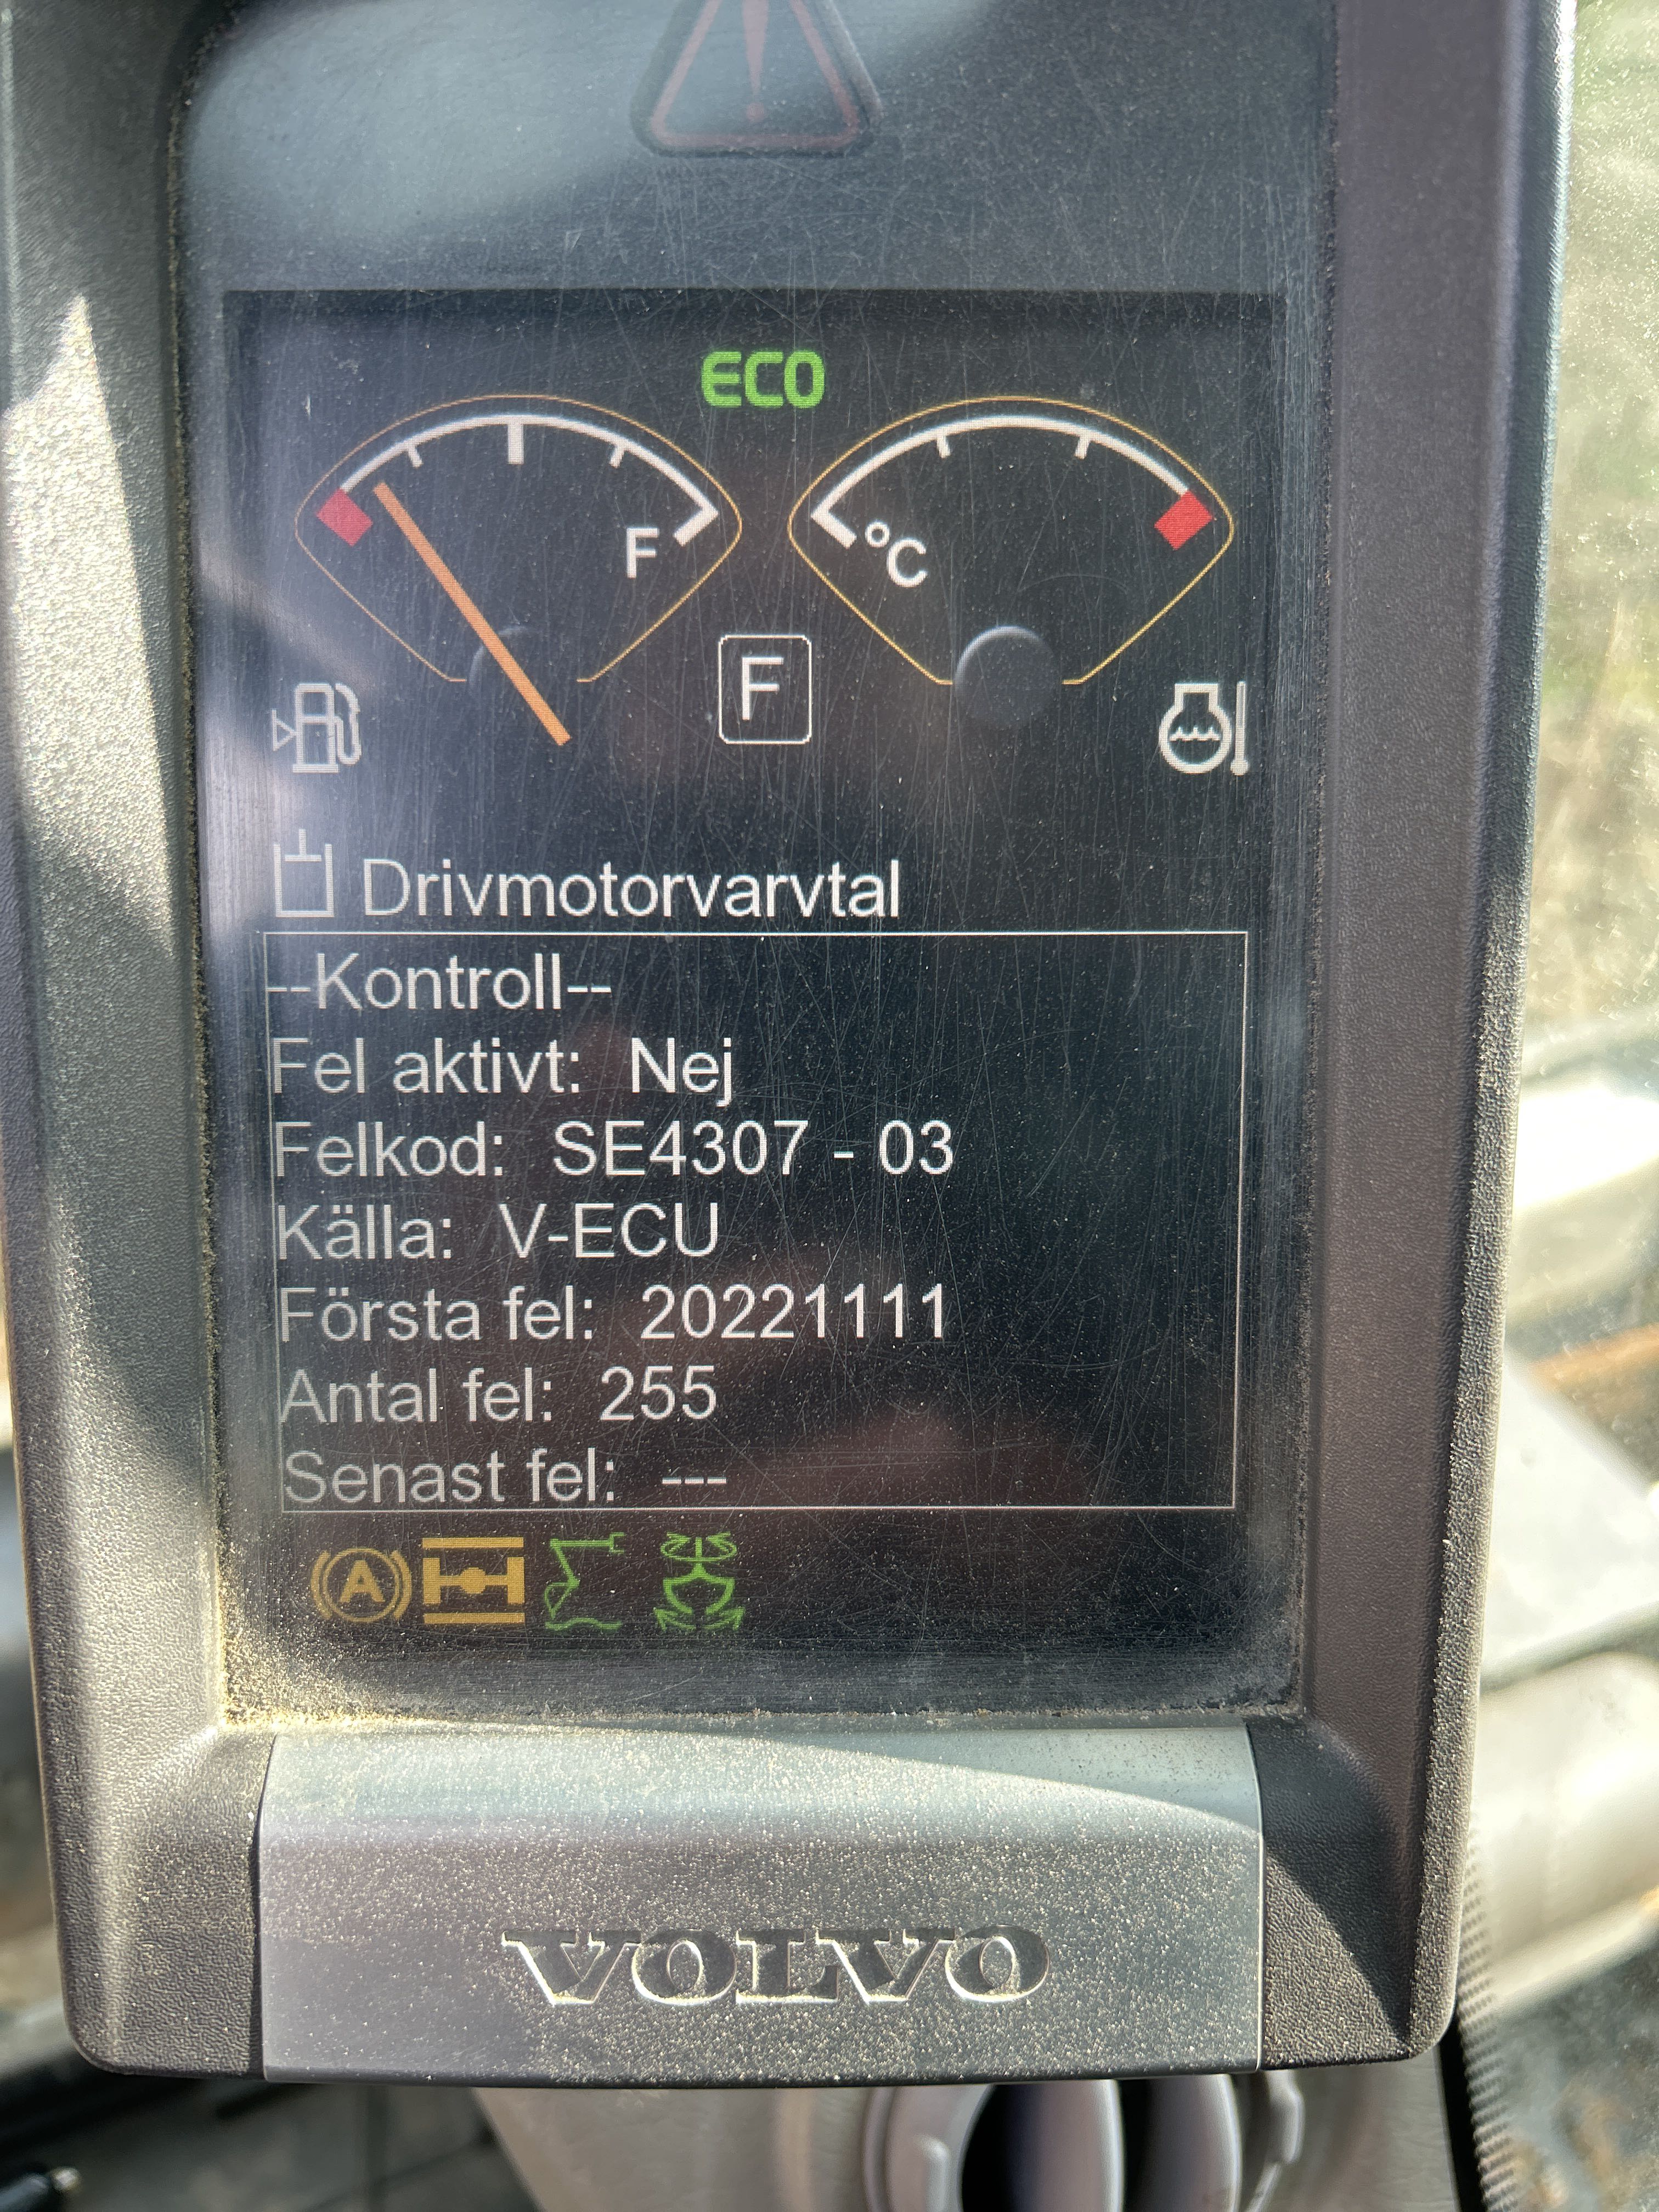 ECO
F
°C
F
Drivmotorvarvtal
--Kontroll--
Fel aktivt: Nej
Felkod: SE4307 - 03
Källa: V-ECU
Första fel: 20221111
Antal fel: 255
Senast fel: ---
A
VOLVO